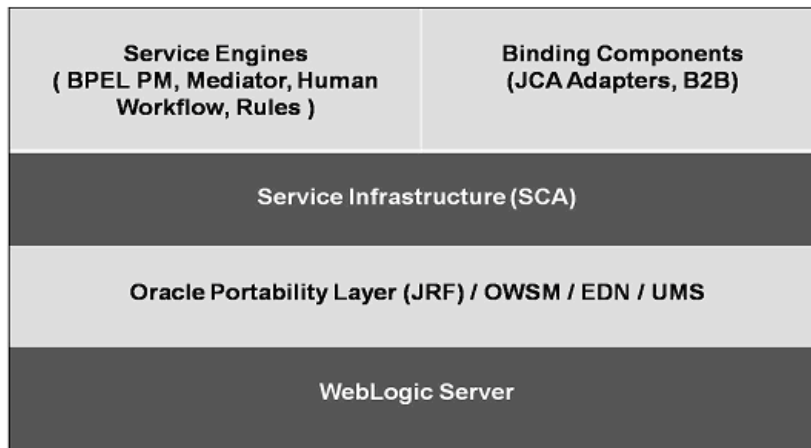 Service Engines
( BPEL PM, Mediator, Human
Workflow, Rules )
Binding Components
(JCA Adapters, B2B)
Service Infrastructure (SCA)
Oracle Portability Layer (JRF) / OWSM / EDN / UMS
WebLogic Server